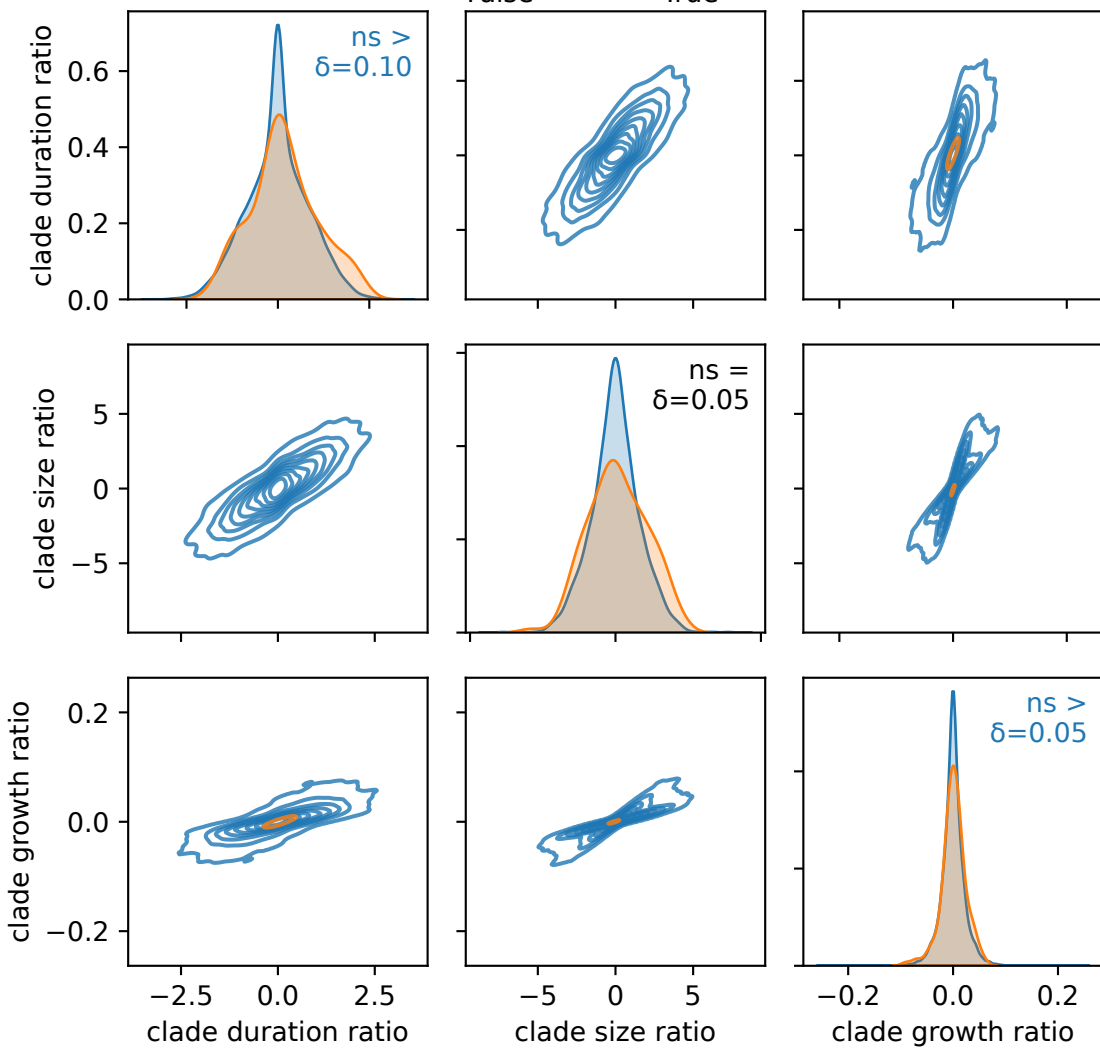 clade duration ratio
0.6
0.4
0.2
0.0
ns >
δ=0.10
clade size ratio
5
0
−5
ns =
δ=0.05
clade growth ratio
0.2
0.0
−0.2
ns >
δ=0.05
−2.5 0.0 2.5
clade duration ratio
−5 0 5
clade size ratio
−0.2 0.0 0.2
clade growth ratio